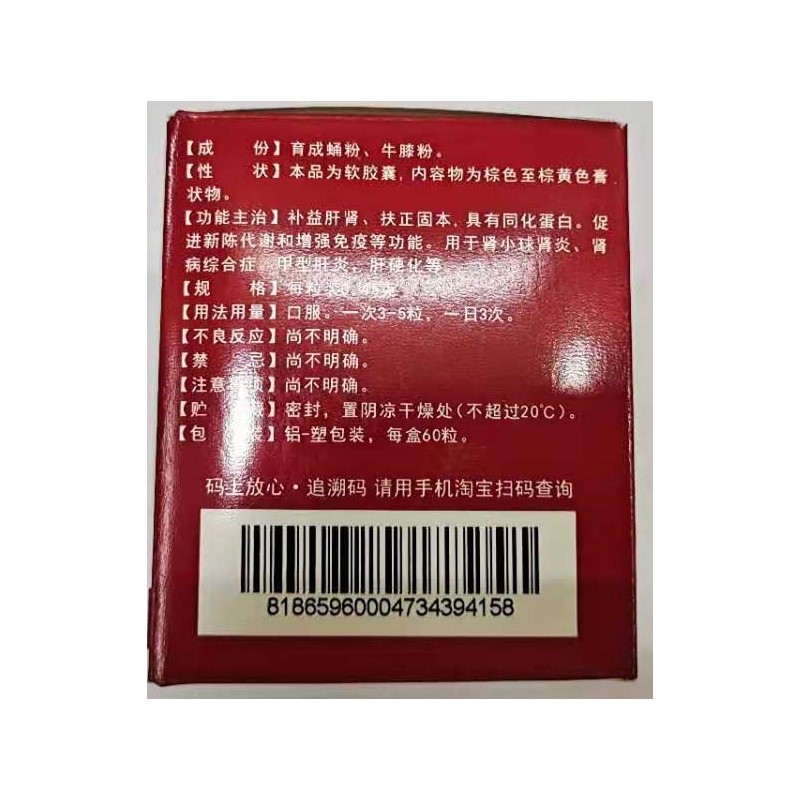 【成 份】育成蛹粉、牛膝粉。
【性 状】本品为软胶囊,内容物为棕色至棕黄色膏
状物。
【功能主治】补益肝肾、扶正固本,具有同化蛋白。促
进新陈代谢和增强免疫等功能。用于肾小球肾炎、肾
病综合症、甲型肝炎、肝硬化等
【规 格】每粒
【用法用量】口服。一次3-5粒,一日3次。
【不良反应】尚不明确。
【禁 忌】尚不明确。
【注意事项】尚不明确。
【贮 藏】密封,置阴凉干燥处(不超过20℃)。
【包 装】铝-塑包装,每盒60粒。
码上放心·追溯码 请用手机淘宝扫码查询
81865960004734394158